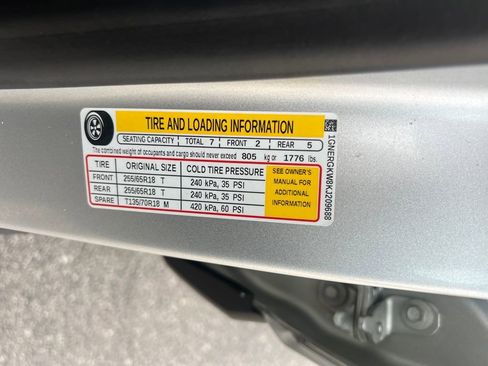 TIRE AND LOADING INFORMATION
SEATING CAPACITY TOTAL 7 FRONT 2 REAR 5
The combined weight of occupants and cargo should never exceed 805 kg or 1776 lbs.
TIRE ORIGINAL SIZE COLD TIRE PRESSURE
FRONT 255/65R18 T 240 kPa, 35 PSI
REAR 255/65R18 T 240 kPa, 35 PSI
SPARE T135/70R18 M 420 kPa, 60 PSI
SEE OWNER'S
MANUAL FOR
ADDITIONAL
INFORMATION
1GNERGKW8KJ209688